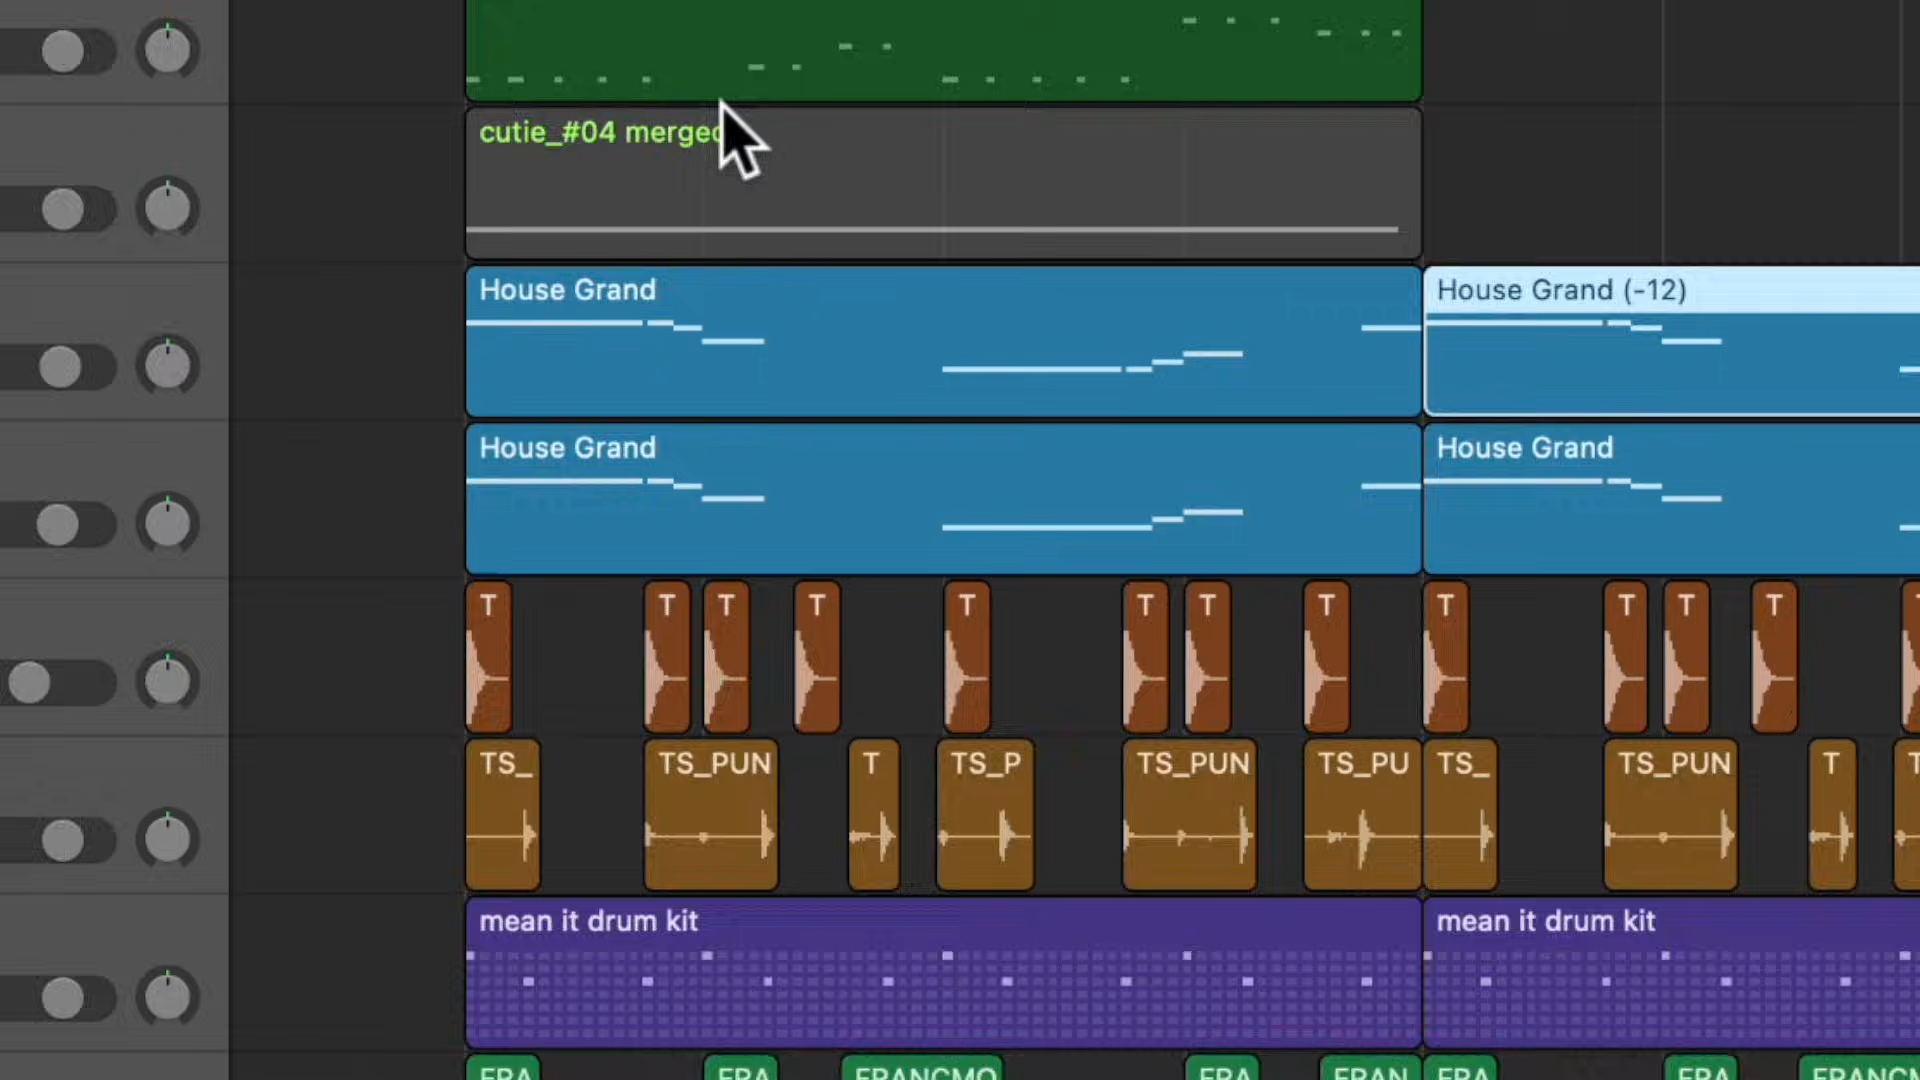 cutie_#04 merged
House Grand
House Grand (-12)
House Grand
House Grand
T T T T T T T T T T T T
TS_ TS_PUN T TS_P TS_PUN TS_PU TS_ TS_PUN T
mean it drum kit
mean it drum kit